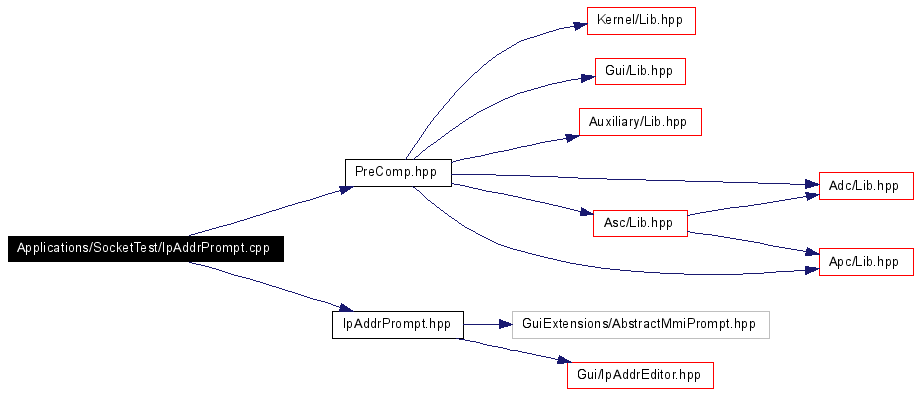 Kernel/Lib.hpp
Gui/Lib.hpp
Auxiliary/Lib.hpp
PreComp.hpp
Adc/Lib.hpp
Asc/Lib.hpp
Applications/SocketTest/IpAddrPrompt.cpp
Apc/Lib.hpp
IpAddrPrompt.hpp
GuiExtensions/AbstractMmiPrompt.hpp
Gui/IpAddrEditor.hpp